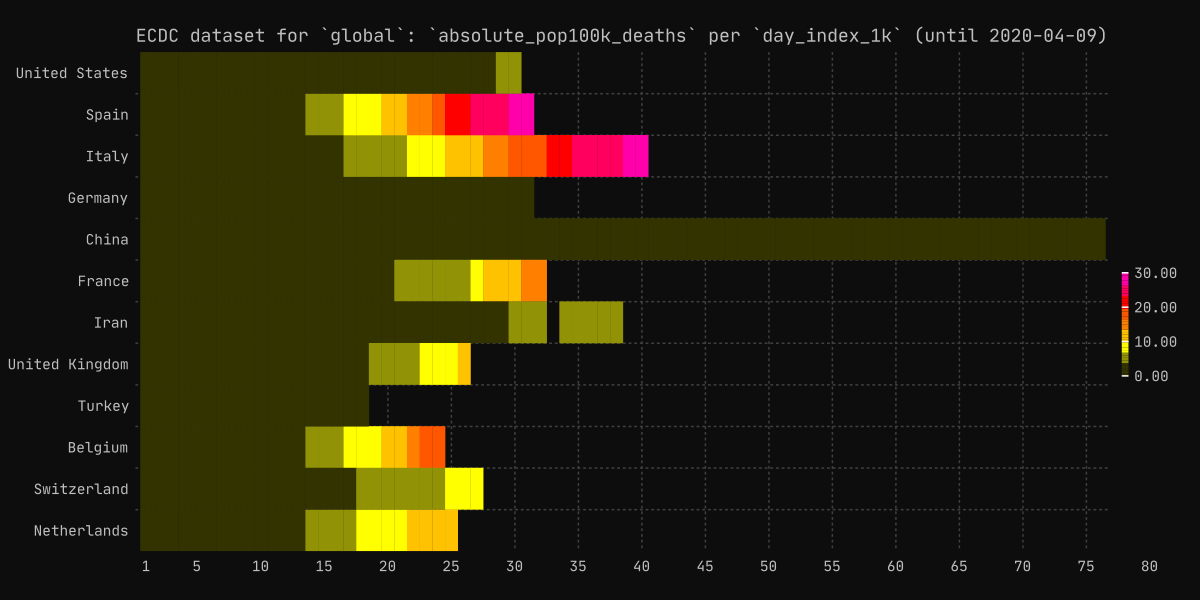 ECDC dataset for `global`: `absolute_pop100k_deaths` per `day_index_1k` (until 2020-04-09)
United States
Spain
Italy
Germany
China
France
Iran
United Kingdom
Turkey
Belgium
Switzerland
Netherlands
30.00
20.00
10.00
0.00
1 5 10 15 20 25 30 35 40 45 50 55 60 65 70 75 80